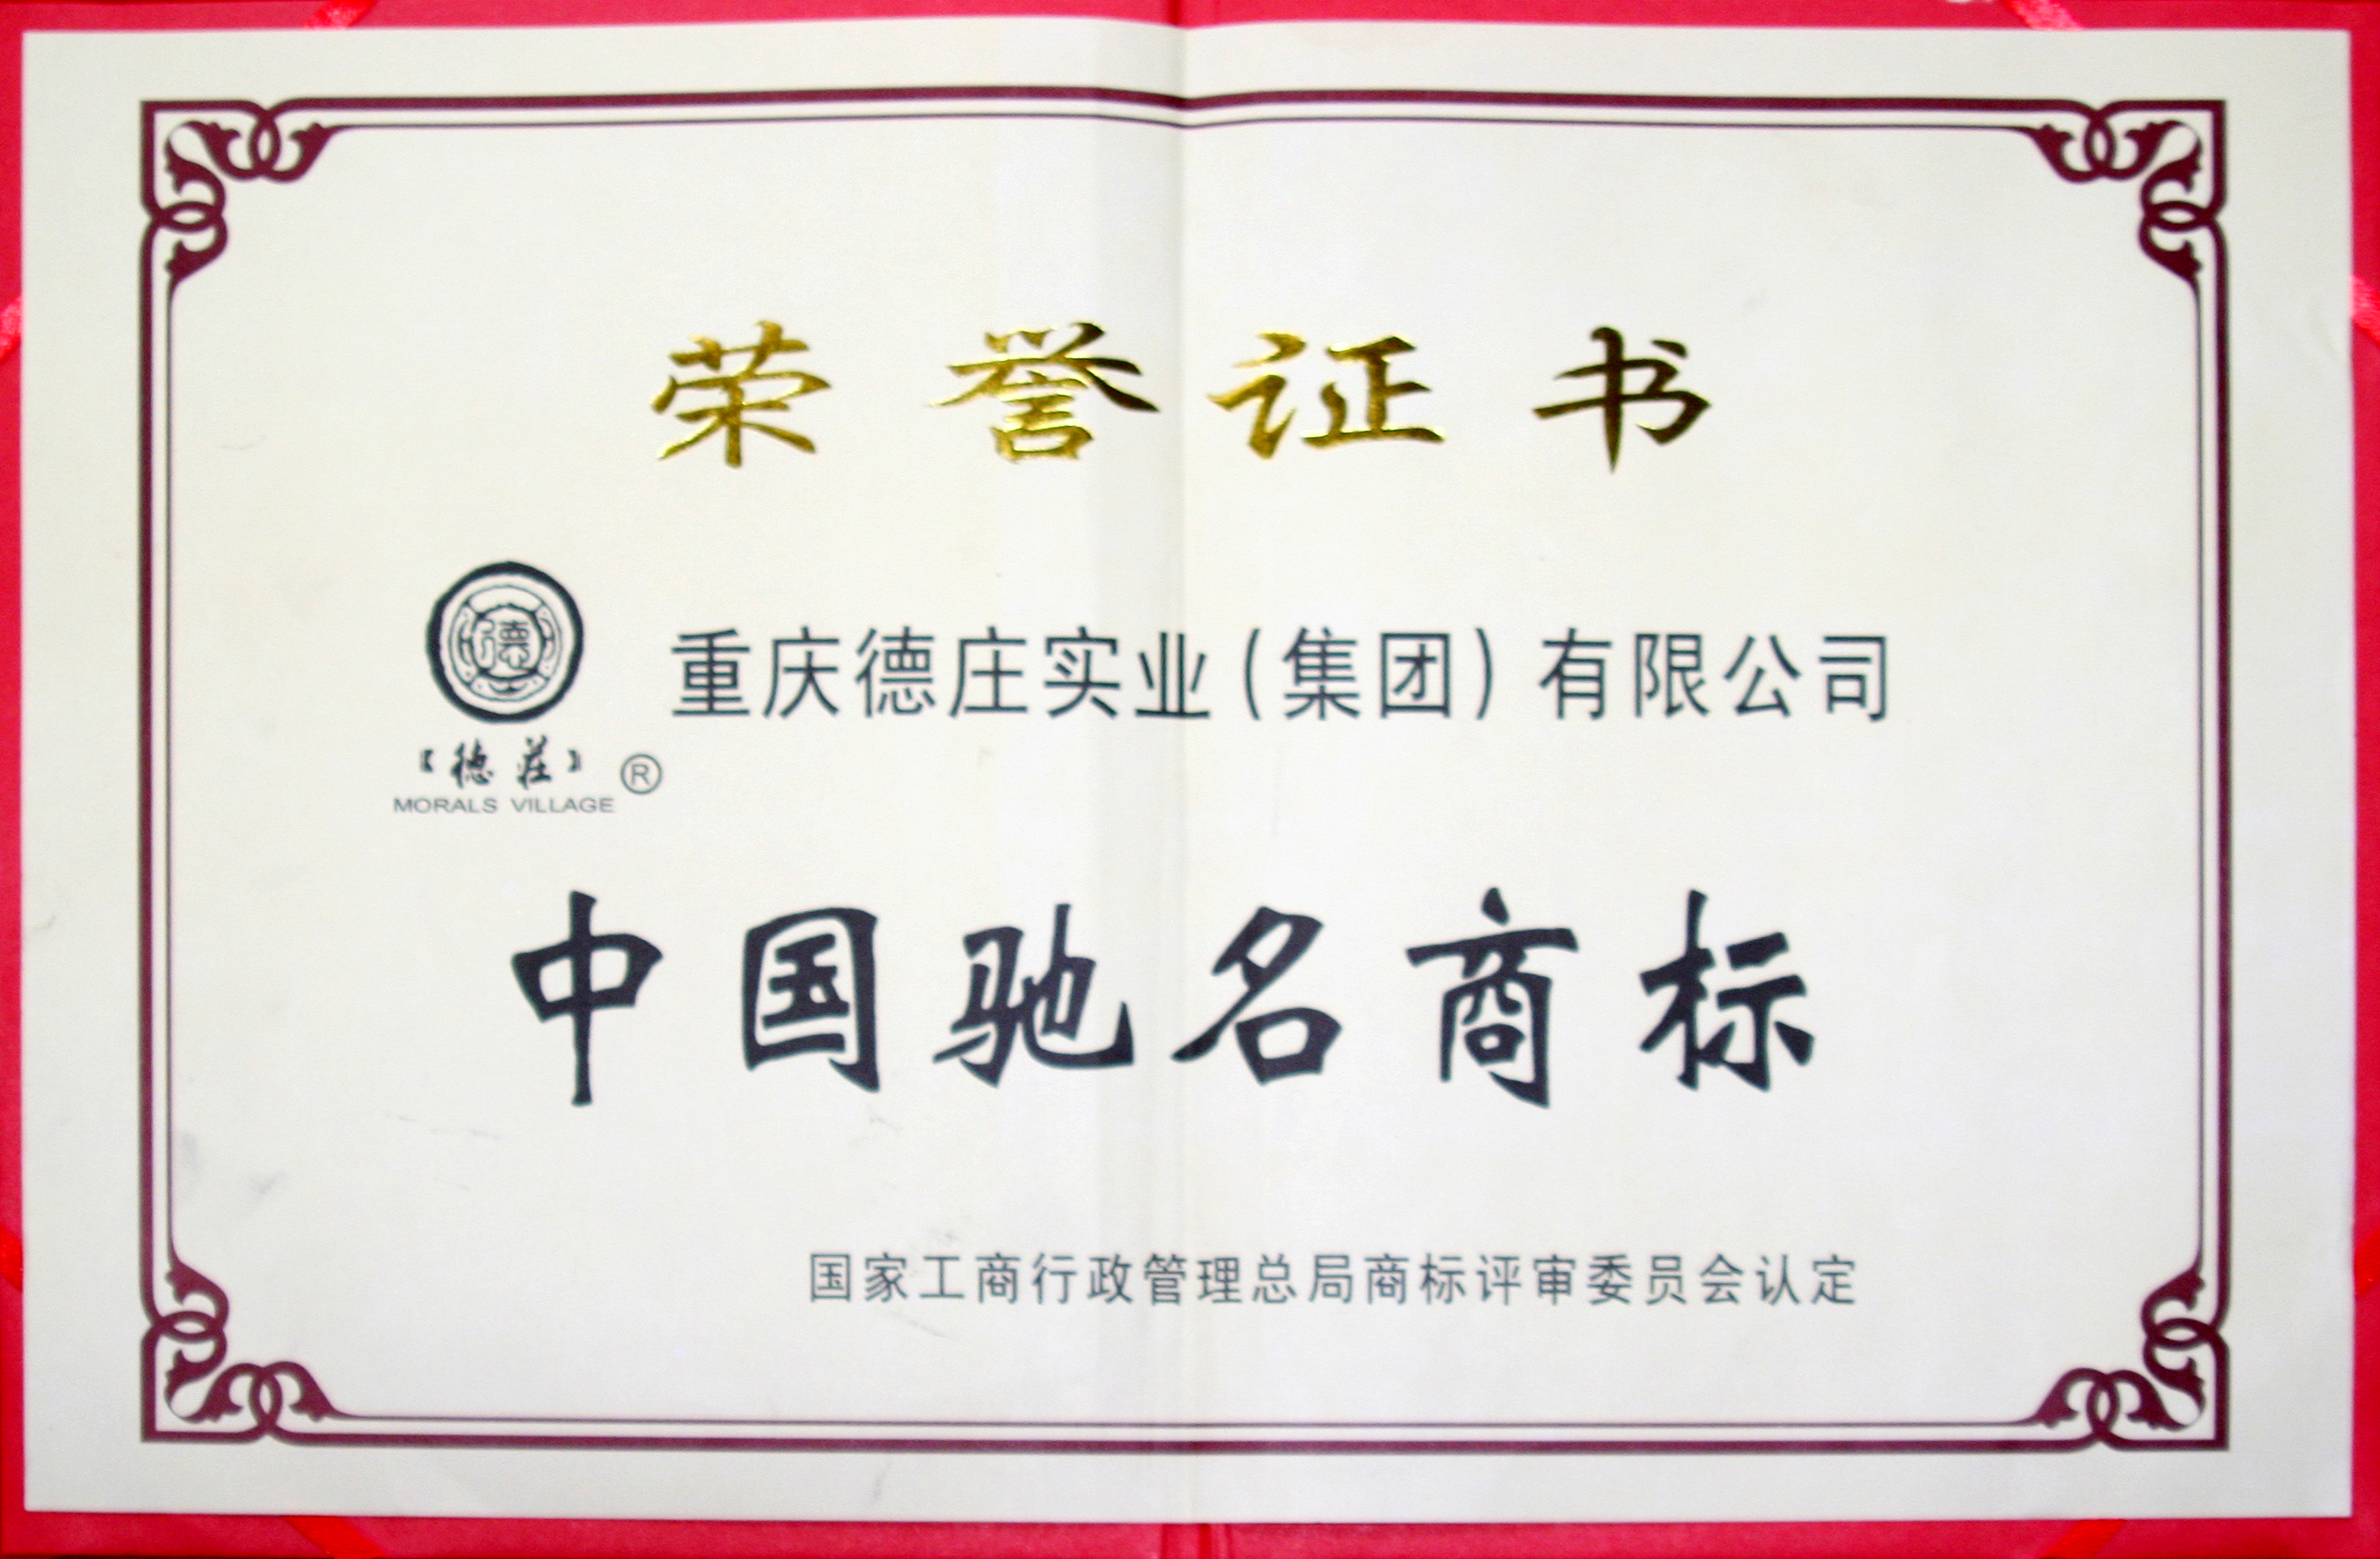 荣誉证书
德
重庆德庄实业(集团)有限公司
〖德莊〗®
MORALS VILLAGE
中国驰名商标
国家工商行政管理总局商标评审委员会认定